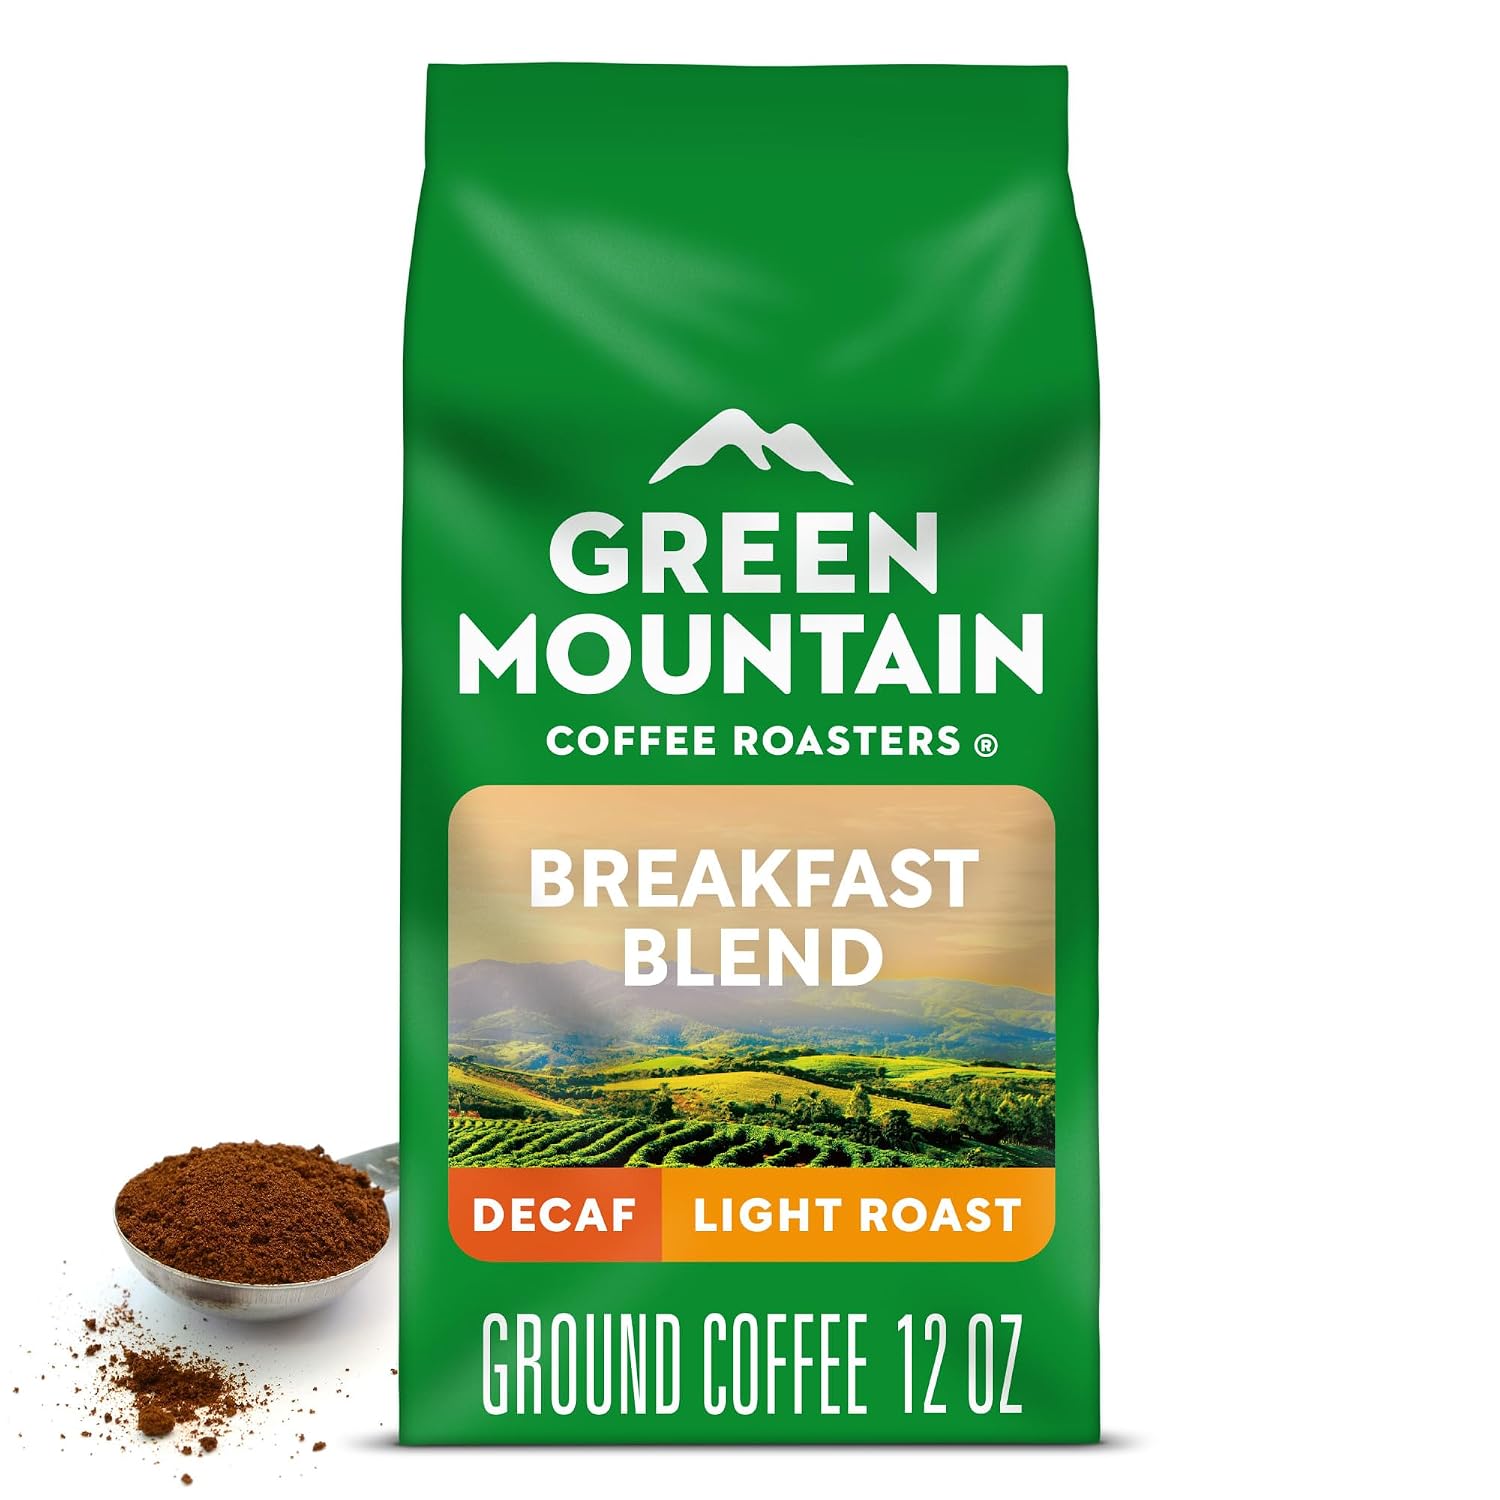 GREEN
MOUNTAIN
COFFEE ROASTERS ®
BREAKFAST
BLEND
DECAF LIGHT ROAST
GROUND COFFEE 12 OZ